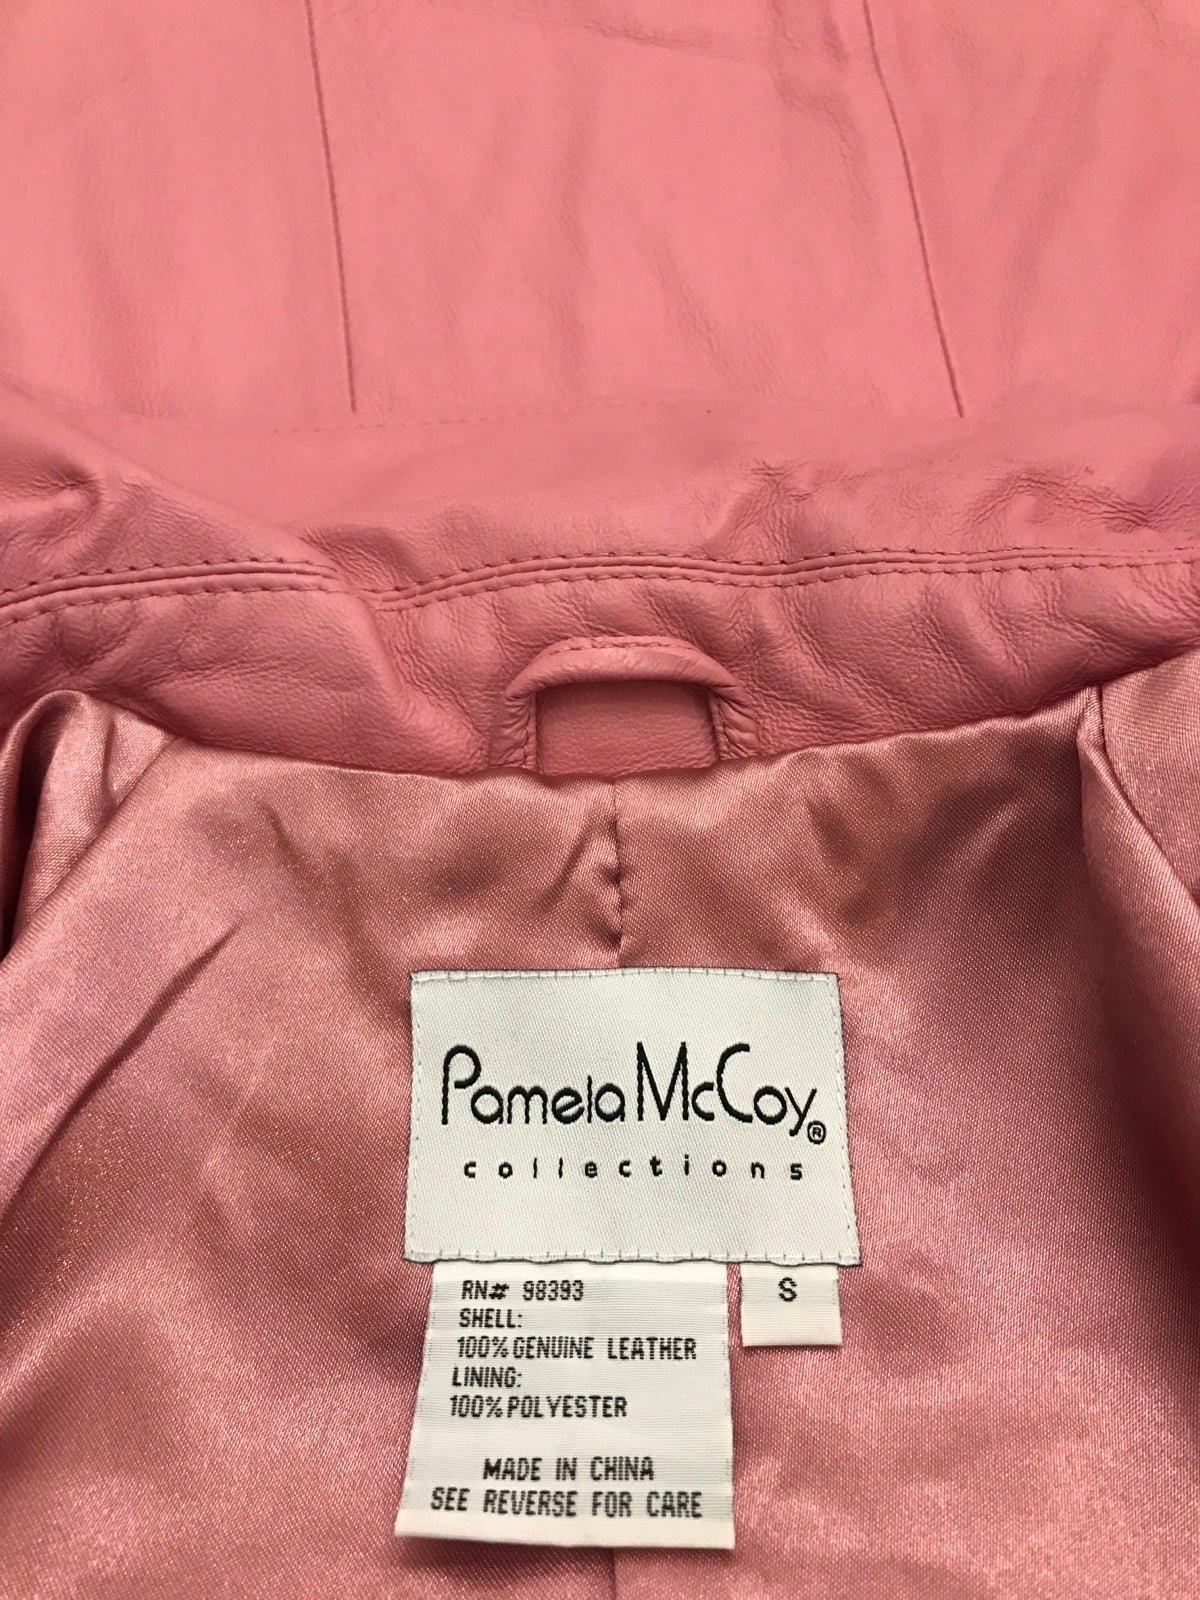 Pamela McCoy®
collections
RN# 98393
SHELL:
100% GENUINE LEATHER
LINING:
100% POLYESTER
MADE IN CHINA
SEE REVERSE FOR CARE
S